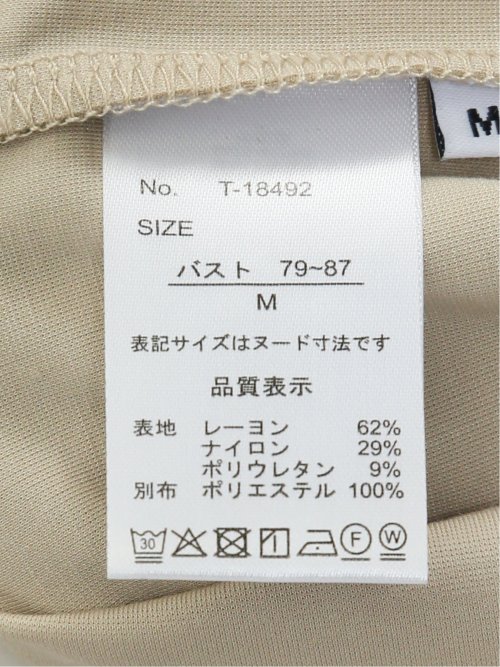 M
No. T-18492
SIZE
バスト 79~87
M
表記サイズはヌード寸法です
品質表示
表地 レーヨン 62%
ナイロン 29%
ポリウレタン 9%
別布 ポリエステル 100%
30 F W